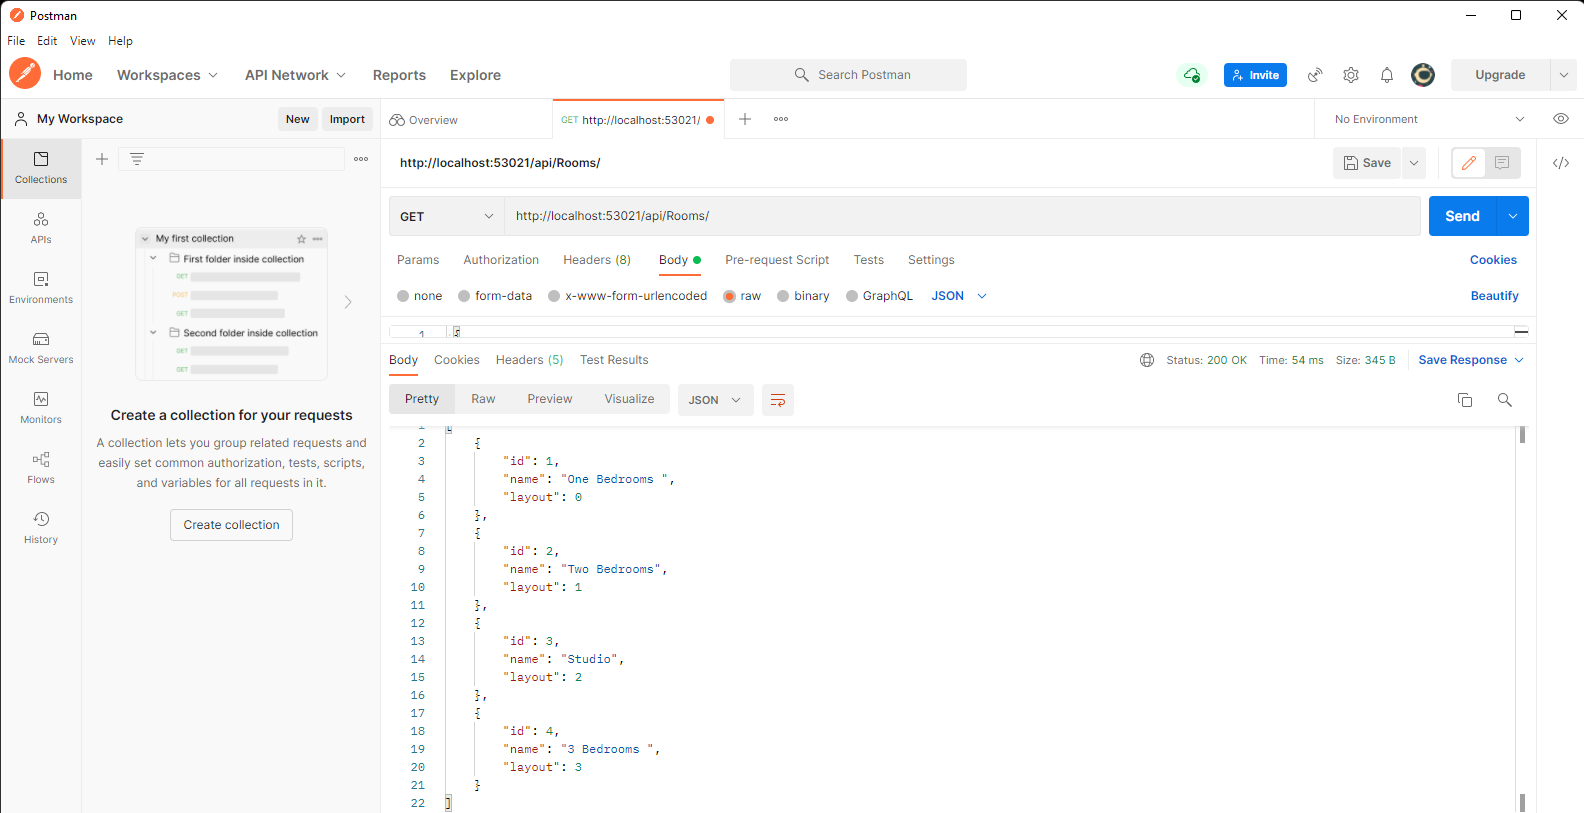 Postman
File Edit View Help
Home Workspaces API Network Reports Explore Search Postman Invite Upgrade
My Workspace New Import Overview GET http://localhost:53021/ No Environment
Collections
APIs
Environments
Mock Servers
Monitors
Flows
History
My first collection
First folder inside collection
GET
POST
GET
Second folder inside collection
GET
GET
Create a collection for your requests
A collection lets you group related requests and
easily set common authorization, tests, scripts,
and variables for all requests in it.
Create collection
http://localhost:53021/api/Rooms/ Save
GET http://localhost:53021/api/Rooms/ Send
Params Authorization Headers (8) Body Pre-request Script Tests Settings Cookies
none form-data x-www-form-urlencoded raw binary GraphQL JSON Beautify
1 {
Body Cookies Headers (5) Test Results Status: 200 OK Time: 54 ms Size: 345 B Save Response
Pretty Raw Preview Visualize JSON
1 [
2 {
3 "id": 1,
4 "name": "One Bedrooms ",
5 "layout": 0
6 },
7 {
8 "id": 2,
9 "name": "Two Bedrooms",
10 "layout": 1
11 },
12 {
13 "id": 3,
14 "name": "Studio",
15 "layout": 2
16 },
17 {
18 "id": 4,
19 "name": "3 Bedrooms ",
20 "layout": 3
21 }
22 ]